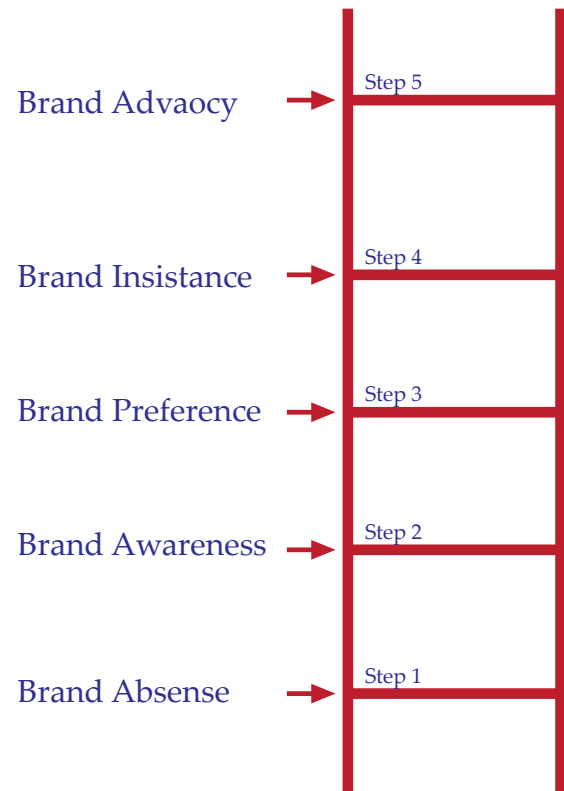 Step 5
Brand Advaocy
Step 4
Brand Insistance
Step 3
Brand Preference
Step 2
Brand Awareness
Step 1
Brand Absense